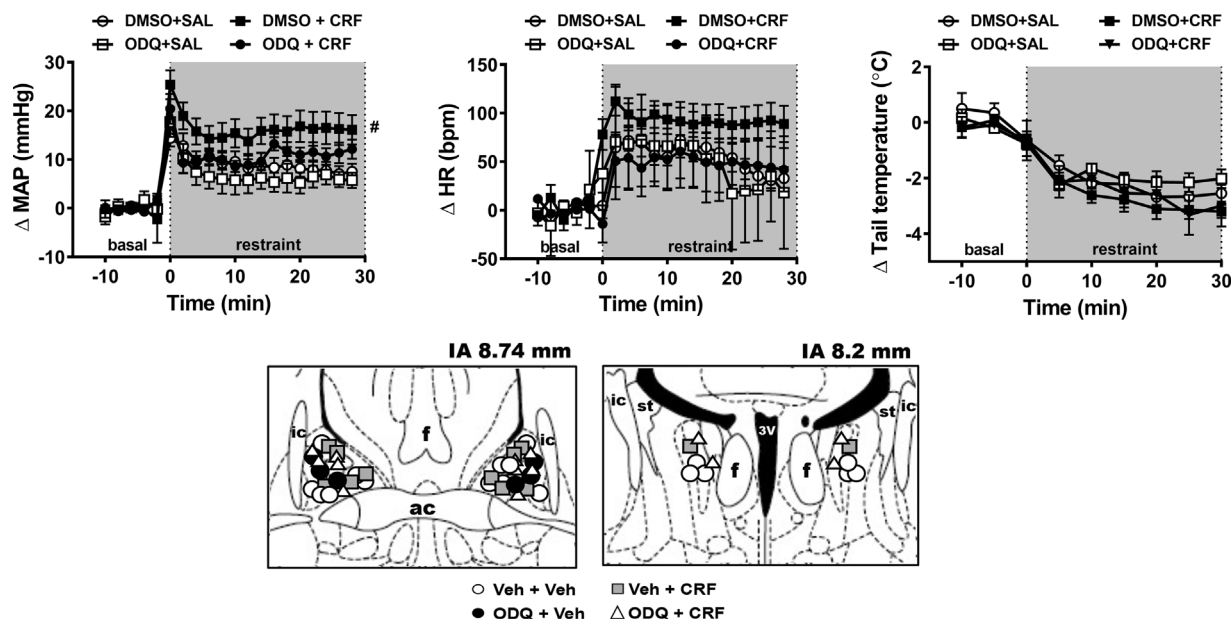 DMSO+SAL DMSO + CRF
ODQ+SAL ODQ + CRF
Δ MAP (mmHg)
40
30
20
10
0
-10
#
basal restraint
-10 0 10 20 30
Time (min)
DMSO+SAL DMSO+CRF
ODQ+SAL ODQ+CRF
Δ HR (bpm)
150
100
50
0
-50
basal restraint
-10 0 10 20 30
Time (min)
DMSO+SAL DMSO+CRF
ODQ+SAL ODQ+CRF
Δ Tail temperature (°C)
2
0
-2
-4
basal restraint
-10 0 10 20 30
Time (min)
IA 8.74 mm
ic f ic
ac
IA 8.2 mm
ic st 3V st ic
f f
Veh + Veh Veh + CRF
ODQ + Veh ODQ + CRF